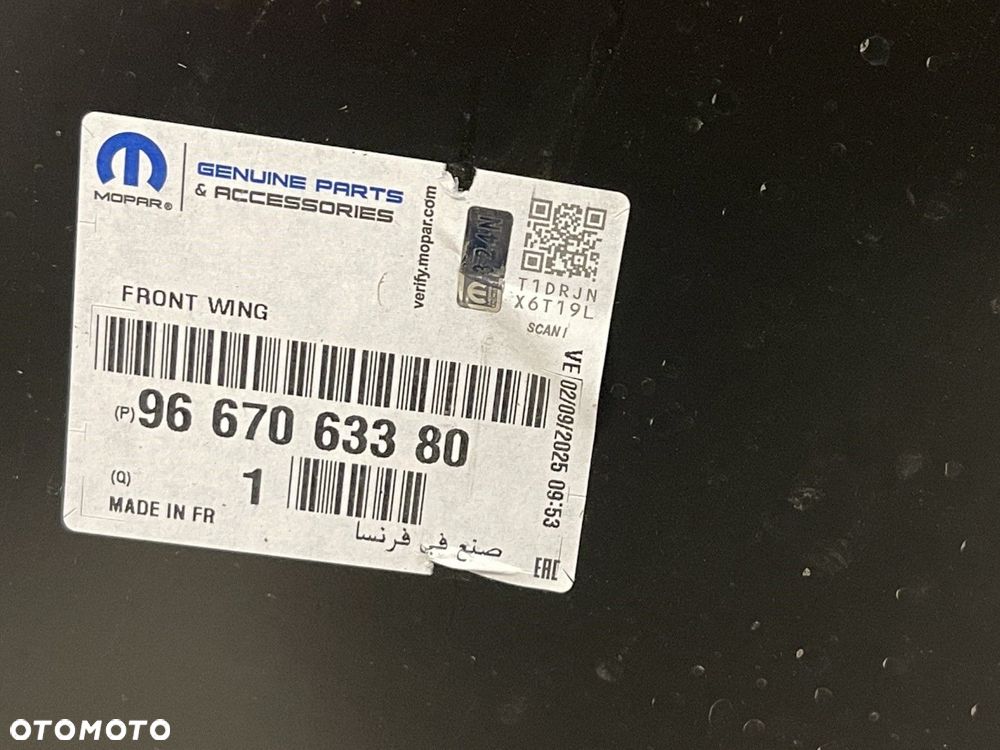 MOPAR®
GENUINE PARTS
& ACCESSORIES
verify.mopar.com
324N
T1DRJN
X6T19L
SCAN!
FRONT WING
(P) 96 670 633 80
VE 02/09/2025 09:53
(Q) 1
MADE IN FR
صنع في فرنسا
EAC
OTOMOTO